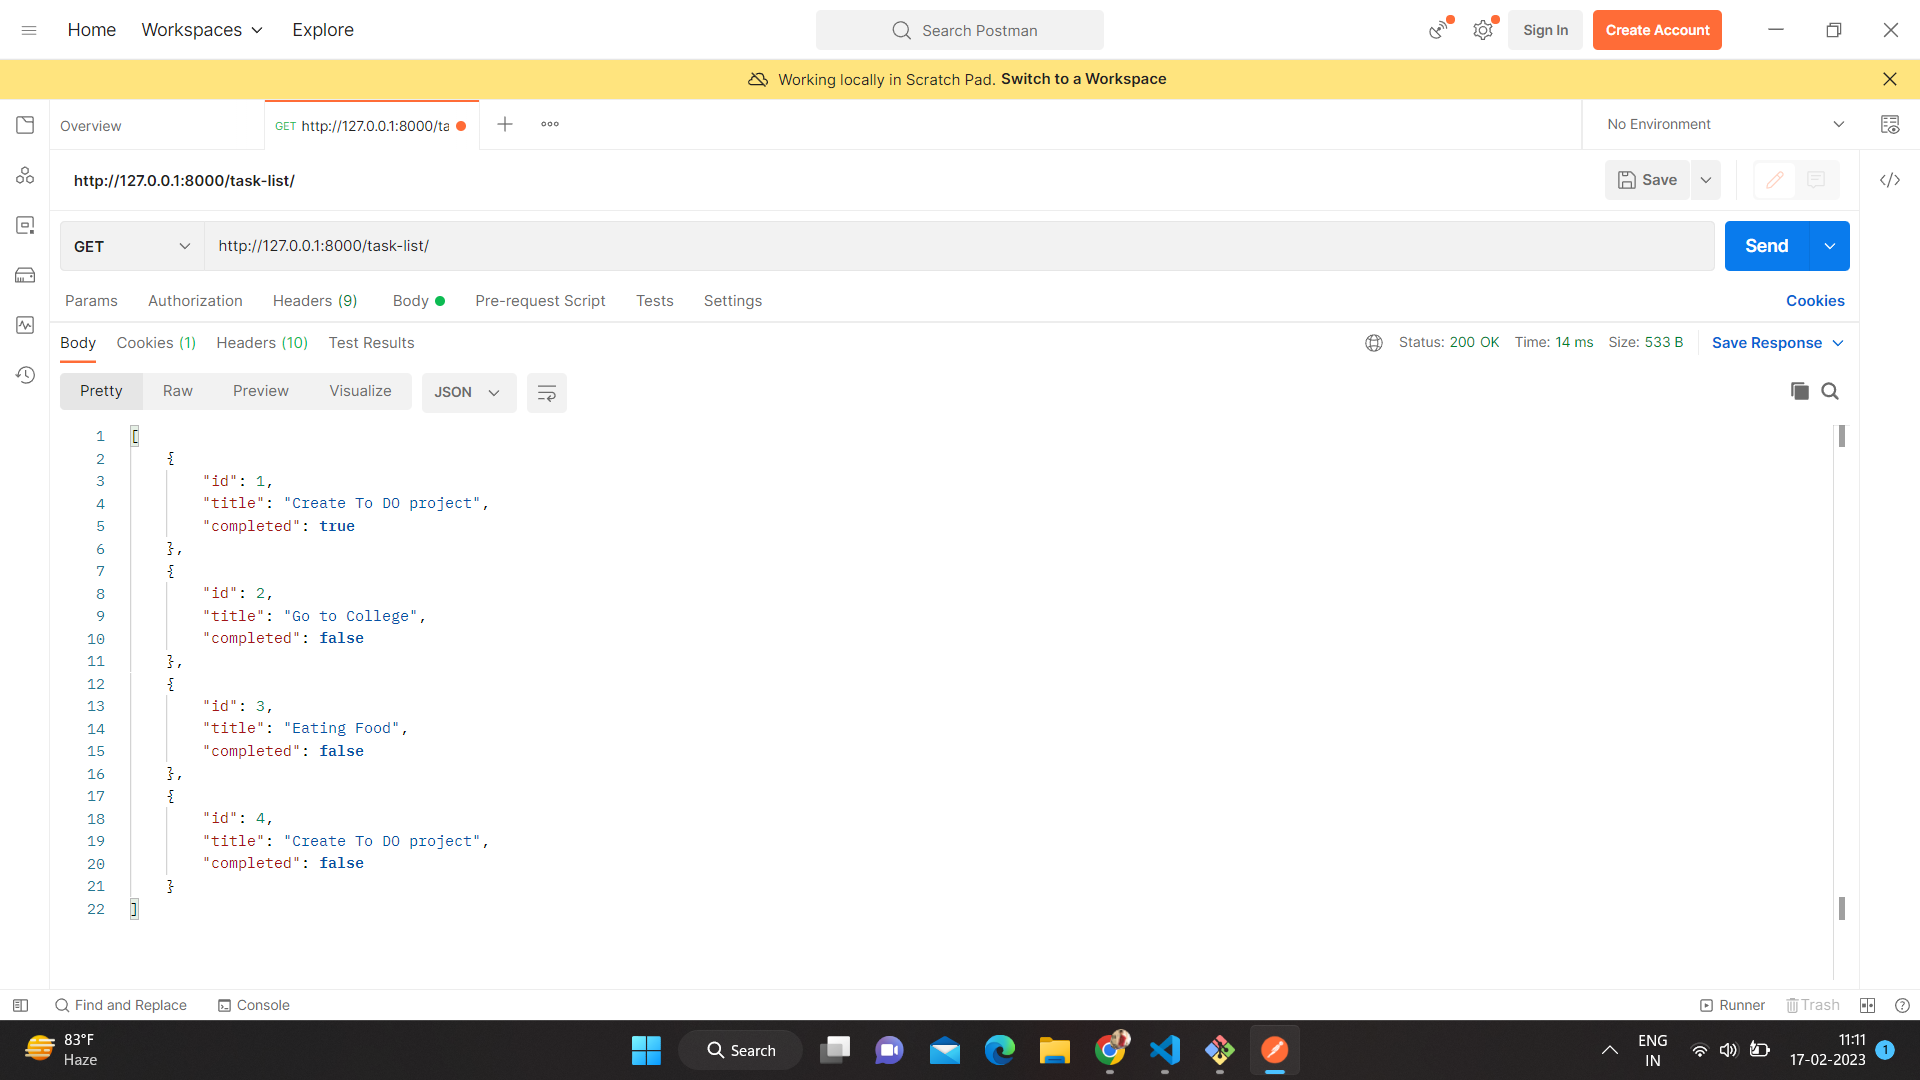 Home Workspaces Explore Search Postman Sign In Create Account
Working locally in Scratch Pad. Switch to a Workspace
Overview GET http://127.0.0.1:8000/ta No Environment
http://127.0.0.1:8000/task-list/ Save
GET http://127.0.0.1:8000/task-list/ Send
Params Authorization Headers (9) Body Pre-request Script Tests Settings Cookies
Body Cookies (1) Headers (10) Test Results Status: 200 OK Time: 14 ms Size: 533 B Save Response
Pretty Raw Preview Visualize JSON
1 [
2 {
3 "id": 1,
4 "title": "Create To DO project",
5 "completed": true
6 },
7 {
8 "id": 2,
9 "title": "Go to College",
10 "completed": false
11 },
12 {
13 "id": 3,
14 "title": "Eating Food",
15 "completed": false
16 },
17 {
18 "id": 4,
19 "title": "Create To DO project",
20 "completed": false
21 }
22 ]
Find and Replace Console Runner Trash
83°F
Haze
Search
ENG
IN
11:11
17-02-2023
1